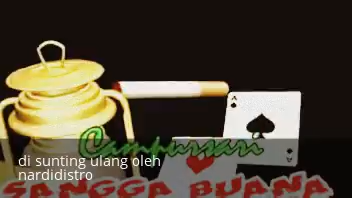 A
Campursari
di sunting ulang oleh
nardidistro
SANGGA BUANA
A